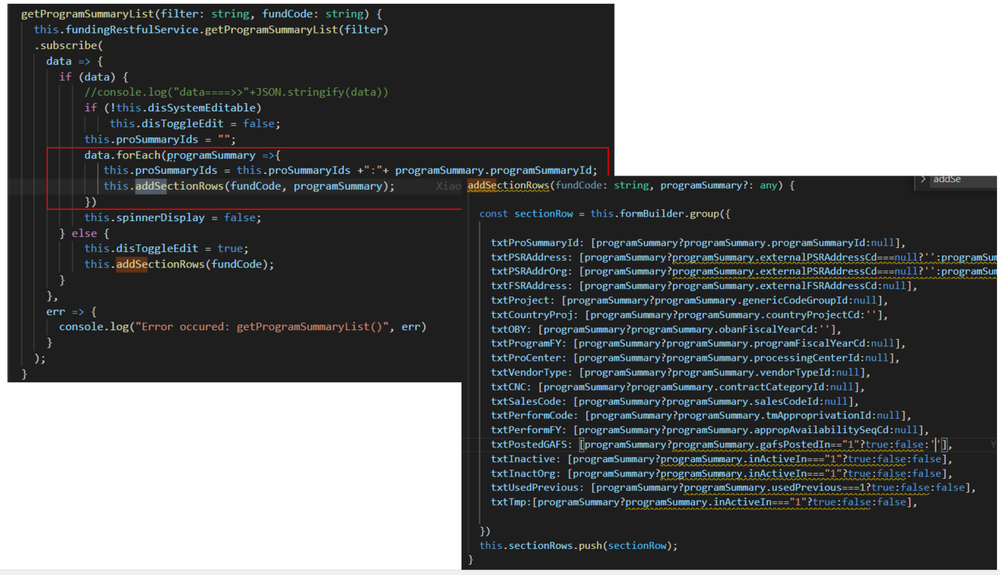 getProgramSummaryList(filter: string, fundCode: string) {
this.fundingRestfulService.getProgramSummaryList(filter)
.subscribe(
data => {
if (data) {
//console.log("data====>>"+JSON.stringify(data))
if (!this.disSystemEditable)
this.disToggleEdit = false;
this.proSummaryIds = "";
data.forEach(programSummary =>{
this.proSummaryIds = this.proSummaryIds +":"+ programSummary.programSummaryId;
this.addSectionRows(fundCode, programSummary);
})
this.spinnerDisplay = false;
} else {
this.disToggleEdit = true;
this.addSectionRows(fundCode);
}
},
err => {
console.log("Error occured: getProgramSummaryList()", err)
}
);
}
Xiao
> addSe
addSectionRows(fundCode: string, programSummary?: any) {
const sectionRow = this.formBuilder.group({
txtProSummaryId: [programSummary?programSummary.programSummaryId:null],
txtPSRAddress: [programSummary?programSummary.externalPSRAddressCd===null?'':programSum
txtPSRAddrOrg: [programSummary?programSummary.externalPSRAddressCd===null?'':programSum
txtFSRAddress: [programSummary?programSummary.externalFSRAddressCd:null],
txtProject: [programSummary?programSummary.genericCodeGroupId:null],
txtCountryProj: [programSummary?programSummary.countryProjectCd:''],
txtOBY: [programSummary?programSummary.obanFiscalYearCd:''],
txtProgramFY: [programSummary?programSummary.programFiscalYearCd:null],
txtProCenter: [programSummary?programSummary.processingCenterId:null],
txtVendorType: [programSummary?programSummary.vendorTypeId:null],
txtCNC: [programSummary?programSummary.contractCategoryId:null],
txtSalesCode: [programSummary?programSummary.salesCodeId:null],
txtPerformCode: [programSummary?programSummary.tmApproprivationId:null],
txtPerformFY: [programSummary?programSummary.appropAvailabilitySeqCd:null],
txtPostedGAFS: [programSummary?programSummary.gafsPostedIn=="1"?true:false:''],
txtInactive: [programSummary?programSummary.inActiveIn==="1"?true:false:false],
txtInactOrg: [programSummary?programSummary.inActiveIn==="1"?true:false:false],
txtUsedPrevious: [programSummary?programSummary.usedPrevious===1?true:false:false],
txtTmp:[programSummary?programSummary.inActiveIn==="1"?true:false:false],
})
this.sectionRows.push(sectionRow);
}